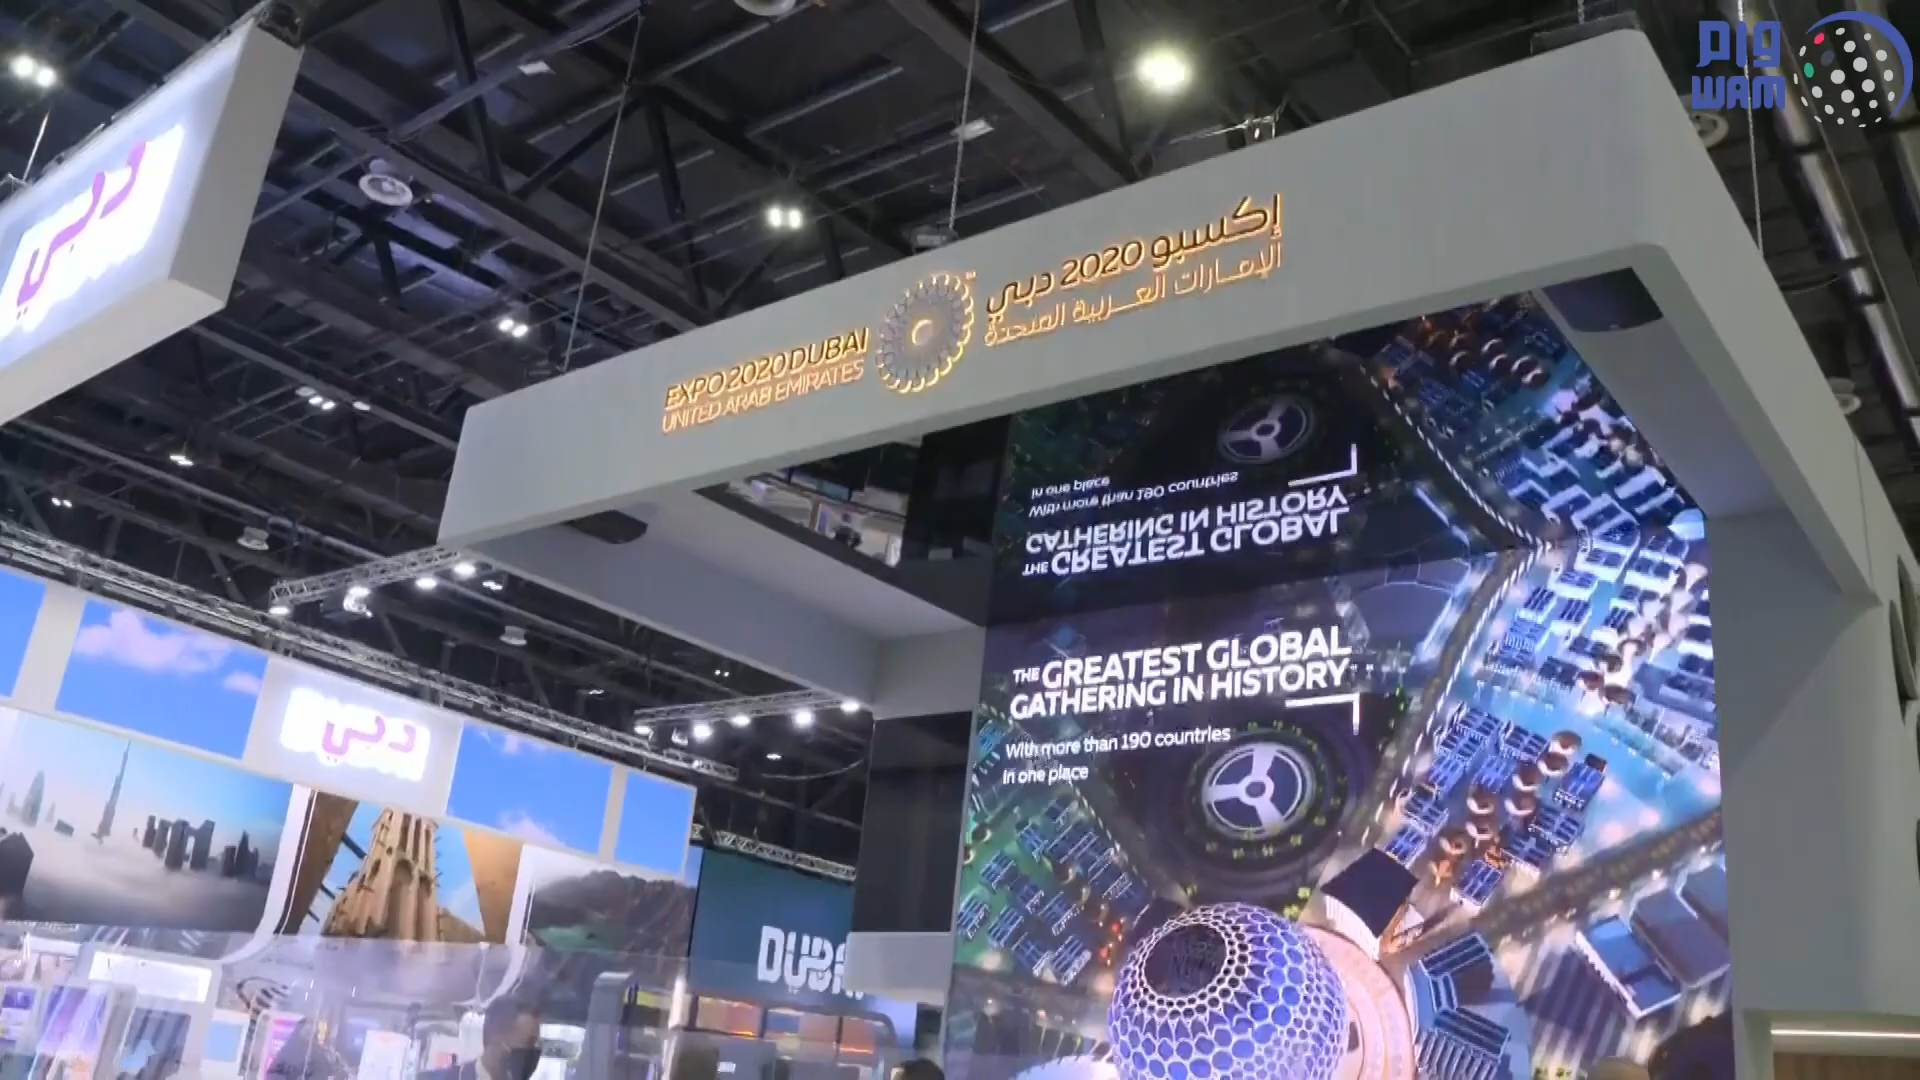 وام
WAM
دبي
إكسبو 2020 دبي
الإمارات العربية المتحدة
EXPO 2020 DUBAI
UNITED ARAB EMIRATES
THE GREATEST GLOBAL
GATHERING IN HISTORY
With more than 190 countries
in one place
THE GREATEST GLOBAL
GATHERING IN HISTORY
With more than 190 countries
in one place
دبي
DUBAI